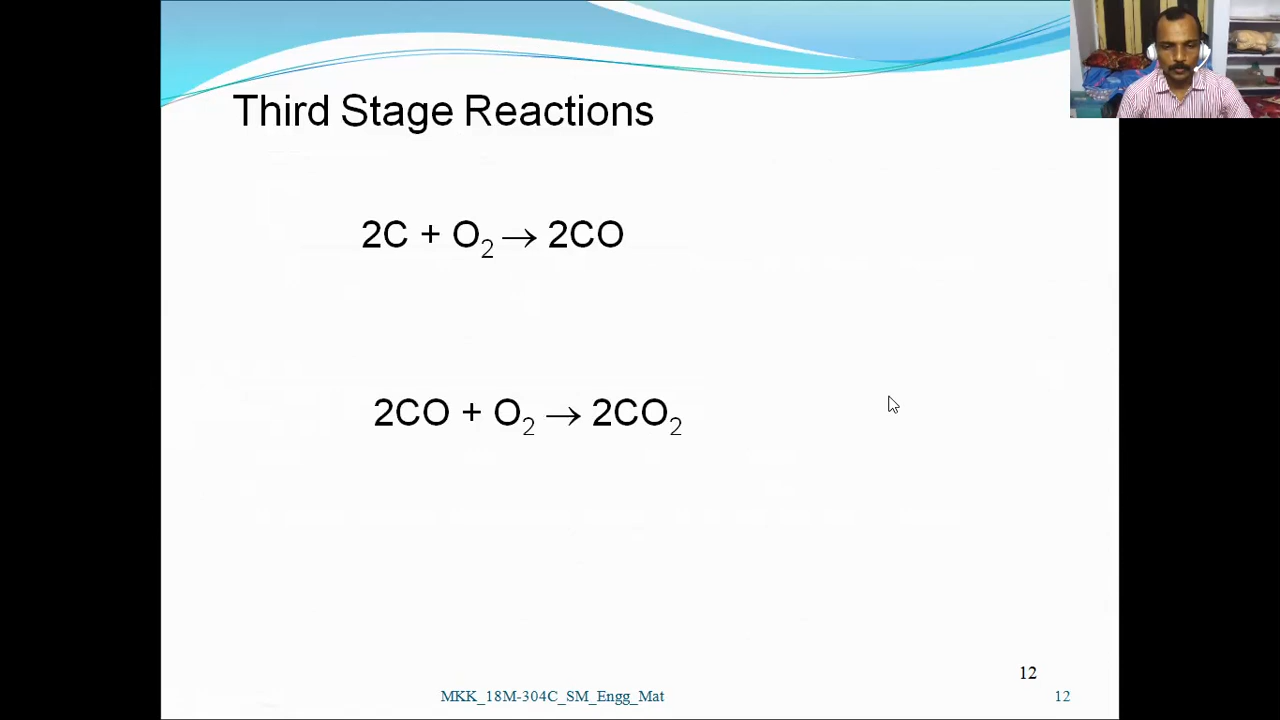 Third Stage Reactions
2C + O₂ → 2CO
2CO + O₂ → 2CO₂
12
MKK_18M-304C_SM_Engg_Mat
12